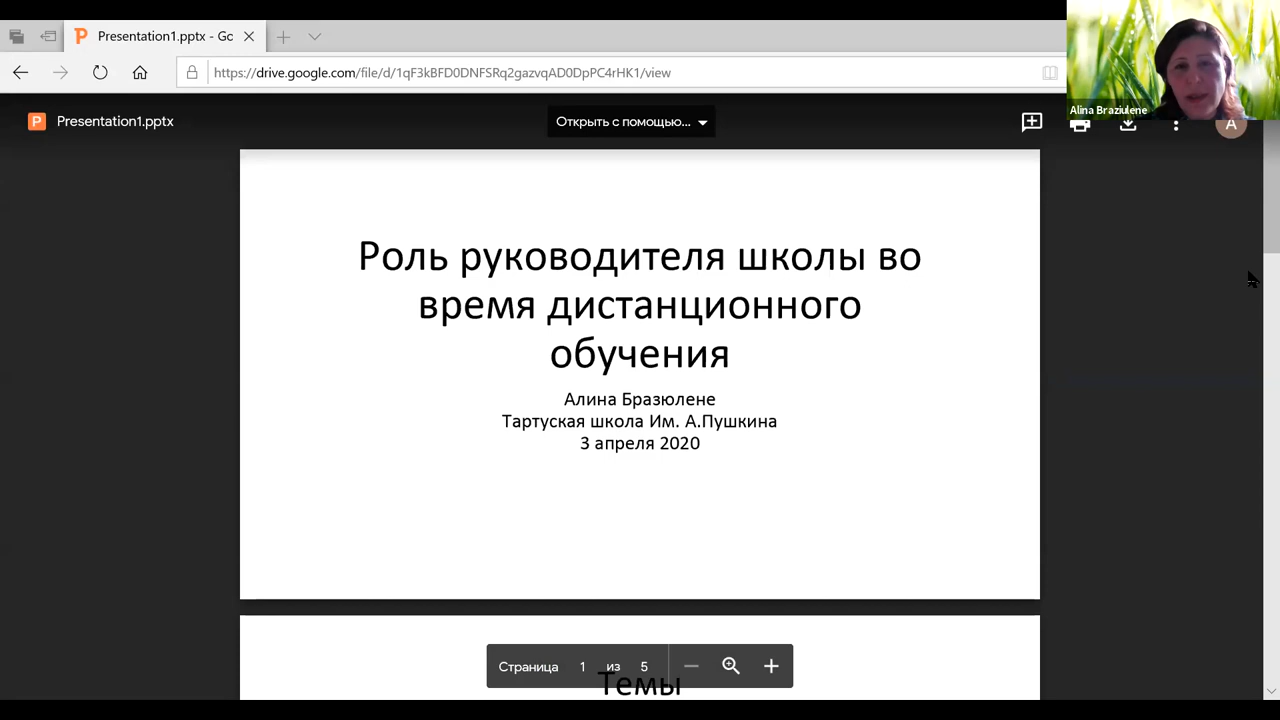 Presentation1.pptx - Gc
https://drive.google.com/file/d/1qF3kBFD0DNFSRq2gazvqAD0DpPC4rHK1/view
Alina Braziulene
Presentation1.pptx
Открыть с помощью...
A
Роль руководителя школы во
время дистанционного
обучения
Алина Бразюлене
Тартуская школа Им. А.Пушкина
3 апреля 2020
Страница 1 из 5
Темы